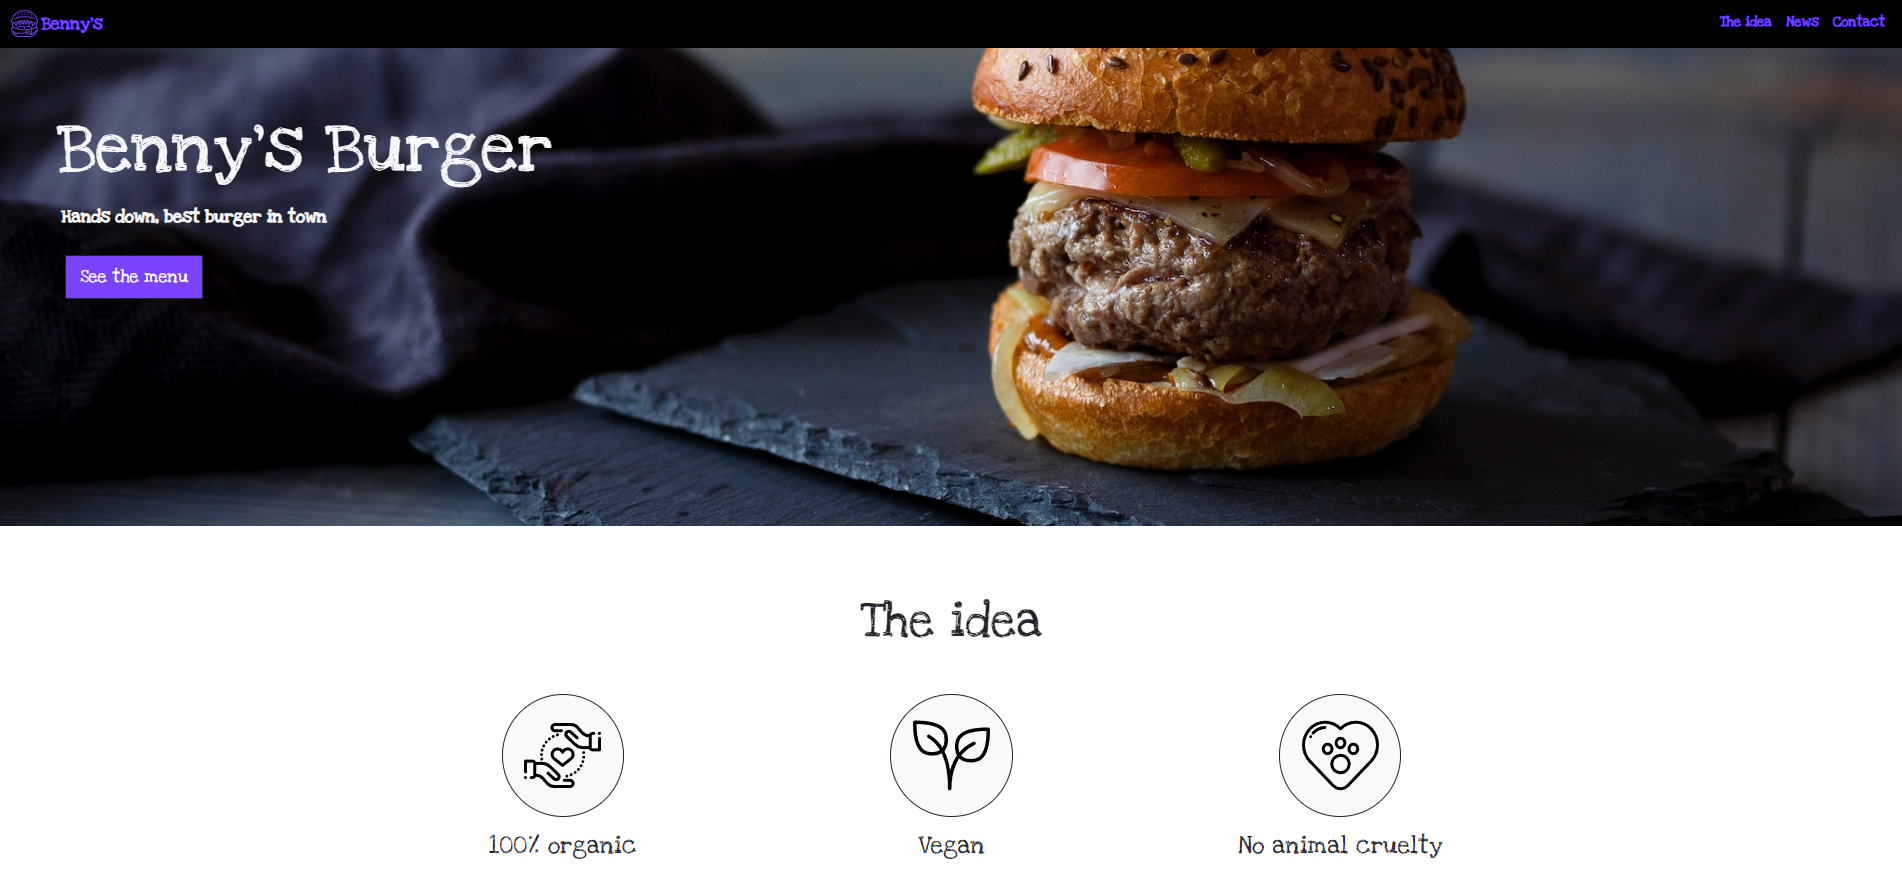 Benny's
The idea News Contact
Benny's Burger
Hands down, best burger in town
See the menu
The idea
100% organic
Vegan
No animal cruelty